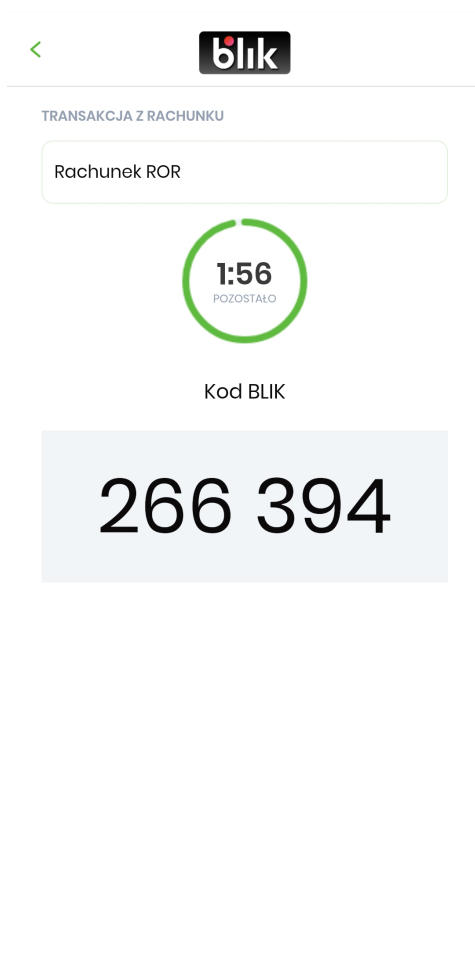 blik
TRANSAKCJA Z RACHUNKU
Rachunek ROR
1:56
POZOSTAŁO
Kod BLIK
266 394